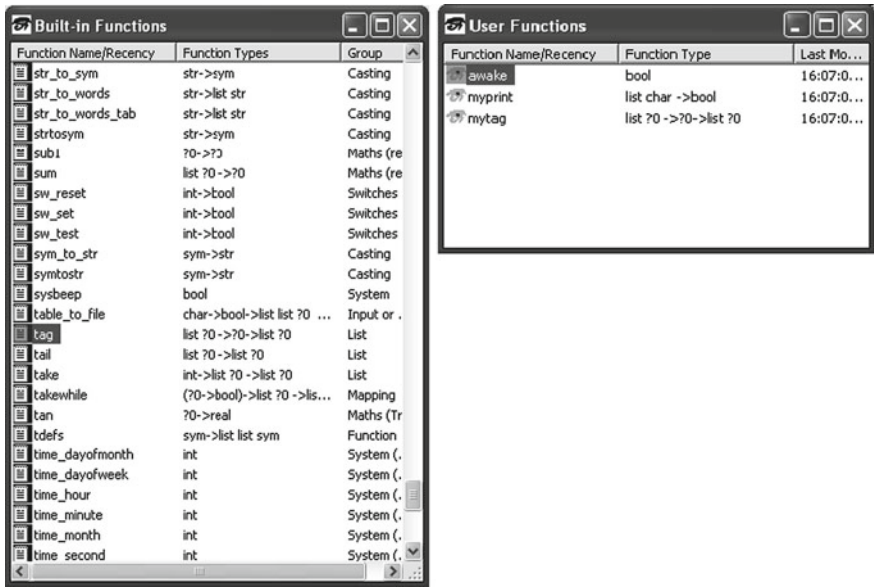 Built-in Functions
Function Name/Recency Function Types Group
str_to_sym str->sym Casting
str_to_words str->list str Casting
str_to_words_tab str->list str Casting
strtosym str->sym Casting
sub1 ?0->?0 Maths (re
sum list ?0 ->?0 Maths (re
sw_reset int->bool Switches
sw_set int->bool Switches
sw_test int->bool Switches
sym_to_str sym->str Casting
symtostr sym->str Casting
sysbeep bool System
table_to_file char->bool->list list ?0 ... Input or .
tag list ?0 ->?0->list ?0 List
tail list ?0 ->list ?0 List
take int->list ?0 ->list ?0 List
takewhile (?0->bool)->list ?0 ->lis... Mapping
tan ?0->real Maths (Tr
tdefs sym->list list sym Function
time_dayofmonth int System (.
time_dayofweek int System (.
time_hour int System (.
time_minute int System (.
time_month int System (.
time_second int System (.
User Functions
Function Name/Recency Function Type Last Mo...
awake bool 16:07:0...
myprint list char ->bool 16:07:0...
mytag list ?0 ->?0->list ?0 16:07:0...